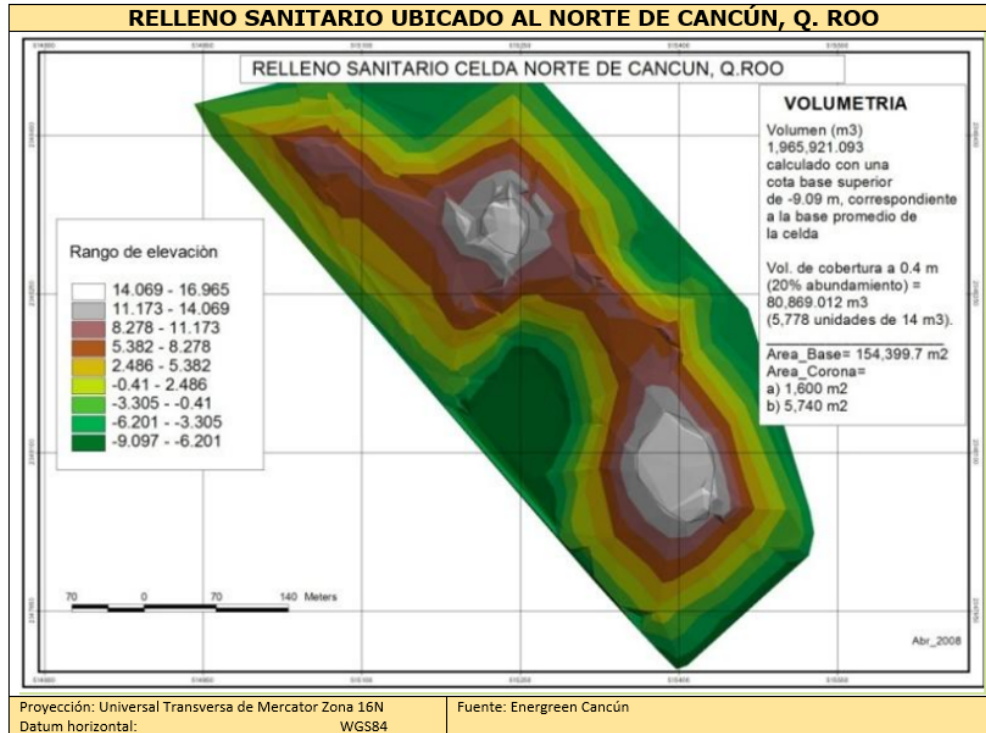 RELLENO SANITARIO UBICADO AL NORTE DE CANCÚN, Q. ROO
RELLENO SANITARIO CELDA NORTE DE CANCUN, Q.ROO
VOLUMETRIA
Volumen (m3)
1,965,921.093
calculado con una
cota base superior
de -9.09 m, correspondiente
a la base promedio de
la celda
Vol. de cobertura a 0.4 m
(20% abundamiento) =
80,869.012 m3
(5,778 unidades de 14 m3).
Area_Base= 154,399.7 m2
Area_Corona=
a) 1,600 m2
b) 5,740 m2
Rango de elevaciòn
14.069 - 16.965
11.173 - 14.069
8.278 - 11.173
5.382 - 8.278
2.486 - 5.382
-0.41 - 2.486
-3.305 - -0.41
-6.201 - -3.305
-9.097 - -6.201
70 0 70 140 Meters
Abr_2008
Proyección: Universal Transversa de Mercator Zona 16N
Datum horizontal: WGS84
Fuente: Energreen Cancún